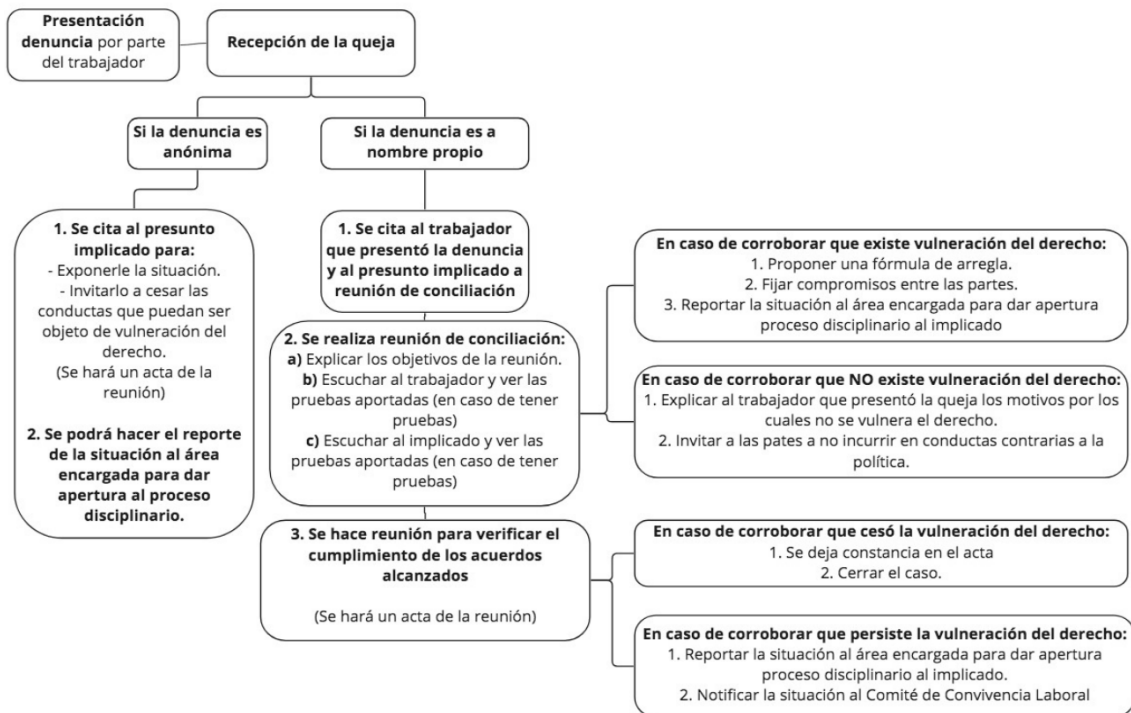 Presentación
denuncia por parte
del trabajador
Recepción de la queja
Si la denuncia es
anónima
Si la denuncia es a
nombre propio
1. Se cita al presunto
implicado para:
- Exponerle la situación.
- Invitarlo a cesar las
conductas que puedan ser
objeto de vulneración del
derecho.
(Se hará un acta de la
reunión)
2. Se podrá hacer el reporte
de la situación al área
encargada para dar
apertura al proceso
disciplinario.
1. Se cita al trabajador
que presentó la denuncia
y al presunto implicado a
reunión de conciliación
2. Se realiza reunión de conciliación:
a) Explicar los objetivos de la reunión.
b) Escuchar al trabajador y ver las
pruebas aportadas (en caso de tener
pruebas)
c) Escuchar al implicado y ver las
pruebas aportadas (en caso de tener
pruebas)
En caso de corroborar que existe vulneración del derecho:
1. Proponer una fórmula de arregla.
2. Fijar compromisos entre las partes.
3. Reportar la situación al área encargada para dar apertura
proceso disciplinario al implicado
En caso de corroborar que NO existe vulneración del derecho:
1. Explicar al trabajador que presentó la queja los motivos por los
cuales no se vulnera el derecho.
2. Invitar a las pates a no incurrir en conductas contrarias a la
política.
3. Se hace reunión para verificar el
cumplimiento de los acuerdos
alcanzados
(Se hará un acta de la reunión)
En caso de corroborar que cesó la vulneración del derecho:
1. Se deja constancia en el acta
2. Cerrar el caso.
En caso de corroborar que persiste la vulneración del derecho:
1. Reportar la situación al área encargada para dar apertura
proceso disciplinario al implicado.
2. Notificar la situación al Comité de Convivencia Laboral